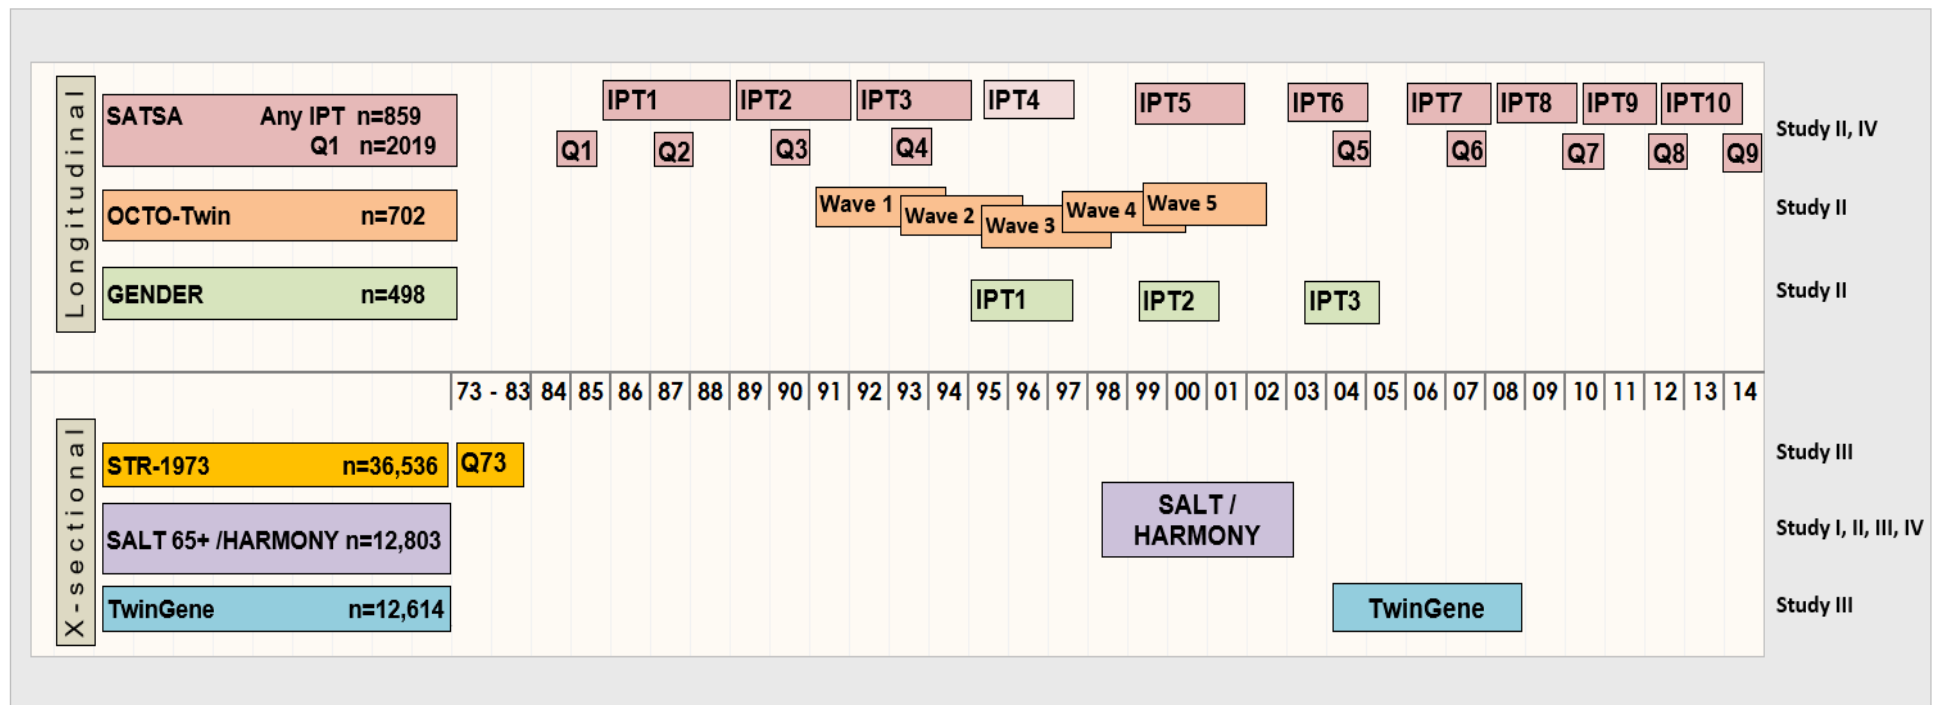 Longitudinal
SATSA Any IPT n=859
Q1 n=2019
IPT1 IPT2 IPT3 IPT4 IPT5 IPT6 IPT7 IPT8 IPT9 IPT10
Q1 Q2 Q3 Q4 Q5 Q6 Q7 Q8 Q9
Study II, IV
OCTO-Twin n=702
Wave 1 Wave 2 Wave 3 Wave 4 Wave 5
Study II
GENDER n=498
IPT1 IPT2 IPT3
Study II
73 - 83 84 85 86 87 88 89 90 91 92 93 94 95 96 97 98 99 00 01 02 03 04 05 06 07 08 09 10 11 12 13 14
X-sectional
STR-1973 n=36,536
Q73
Study III
SALT 65+ /HARMONY n=12,803
SALT /
HARMONY
Study I, II, III, IV
TwinGene n=12,614
TwinGene
Study III